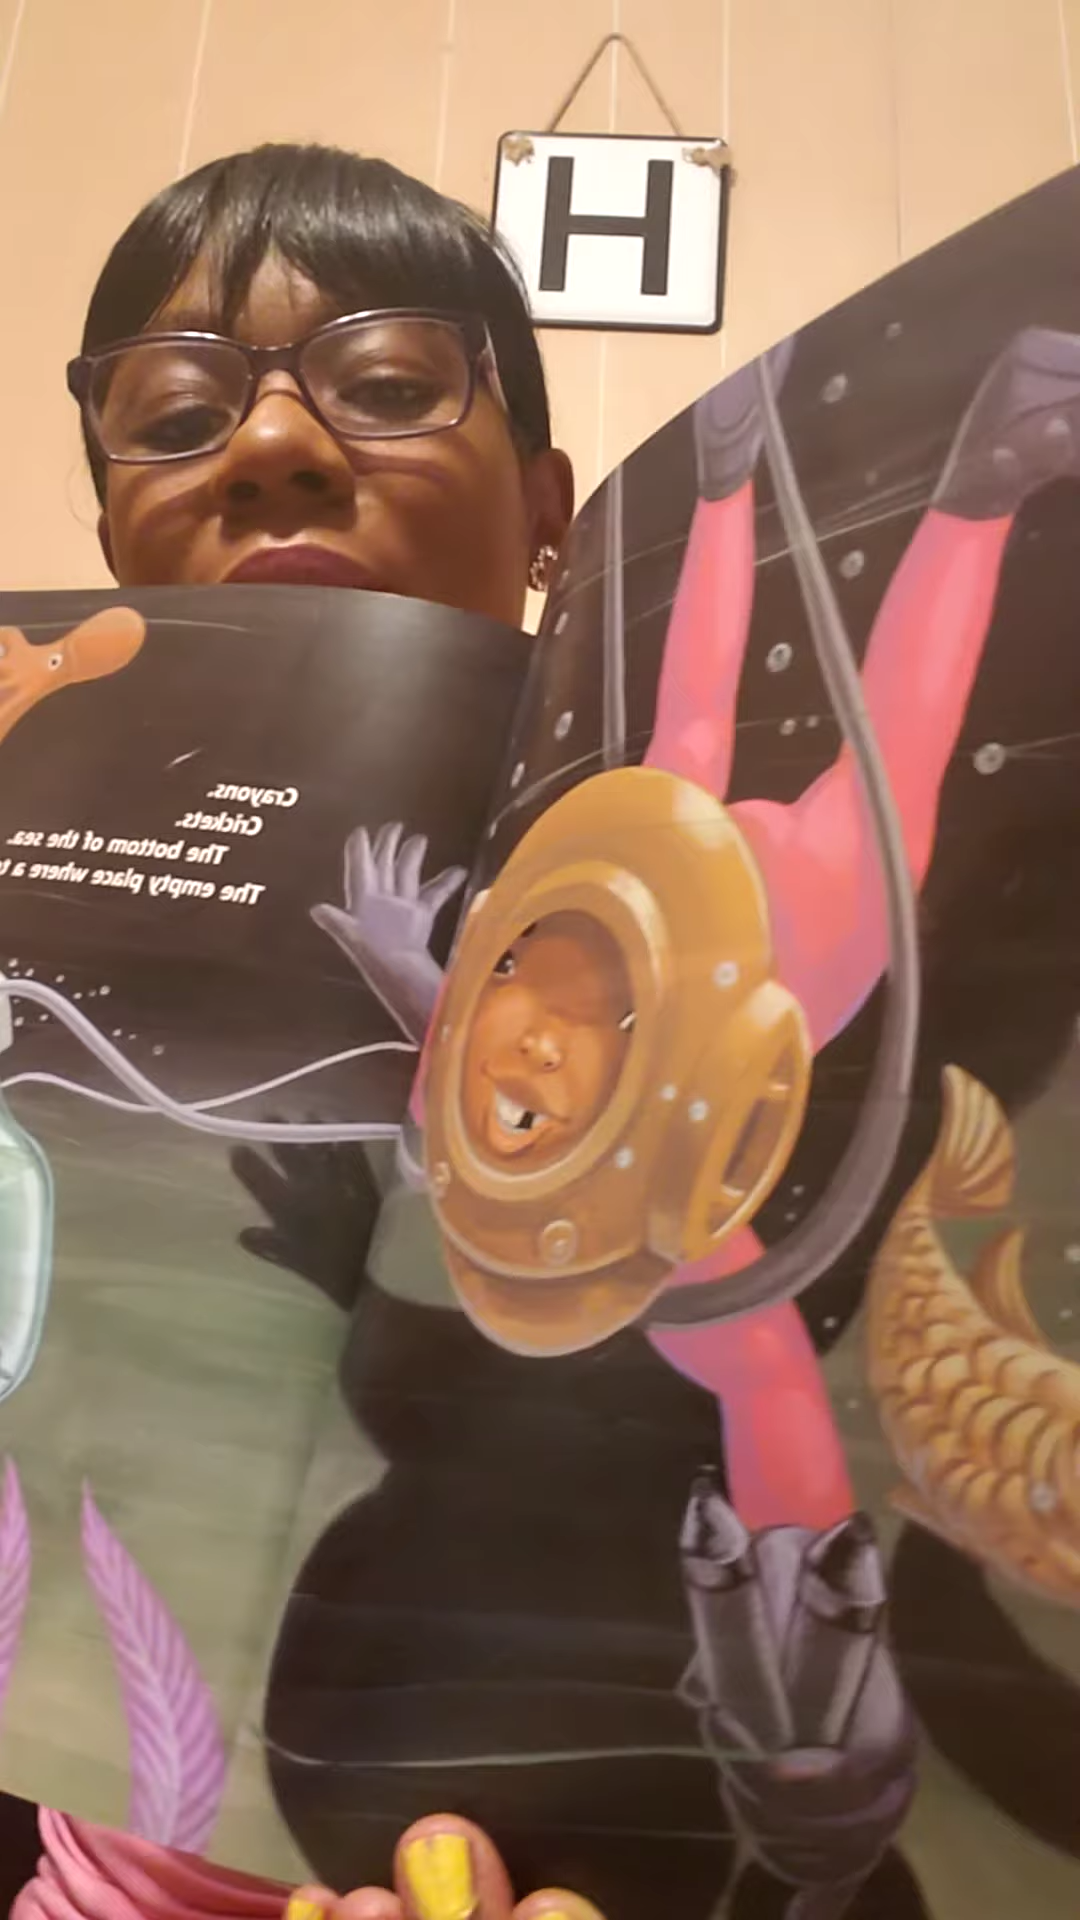 H
Crayons.
Crickets.
The bottom of the sea.
The empty place where a